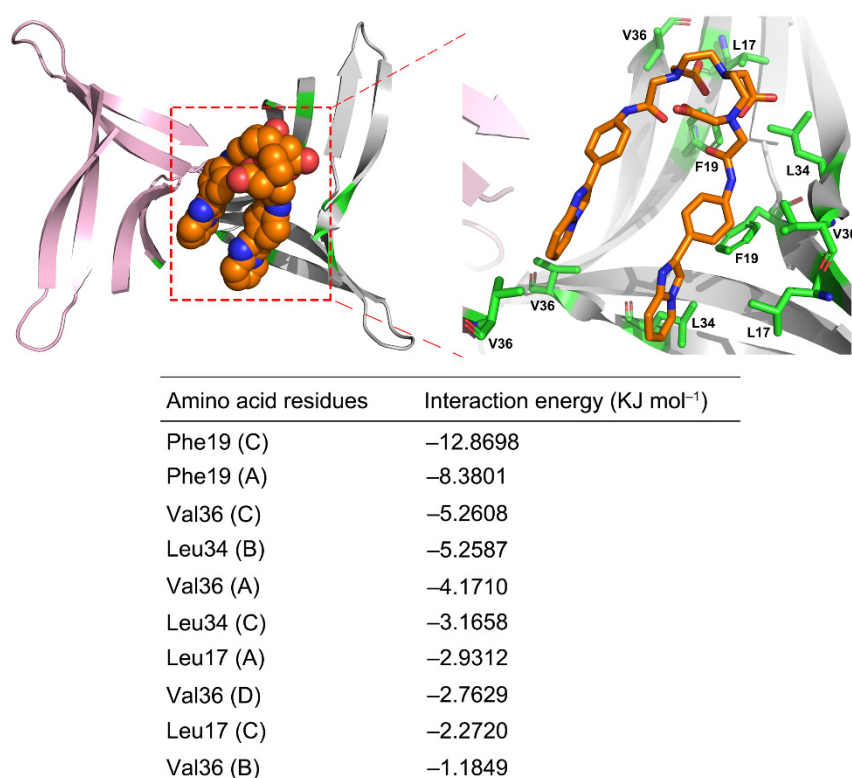 V36
L17
F19
L34
V36
F19
V36
L34
L17
V36
Amino acid residues Interaction energy (KJ mol⁻¹)
Phe19 (C) –12.8698
Phe19 (A) –8.3801
Val36 (C) –5.2608
Leu34 (B) –5.2587
Val36 (A) –4.1710
Leu34 (C) –3.1658
Leu17 (A) –2.9312
Val36 (D) –2.7629
Leu17 (C) –2.2720
Val36 (B) –1.1849